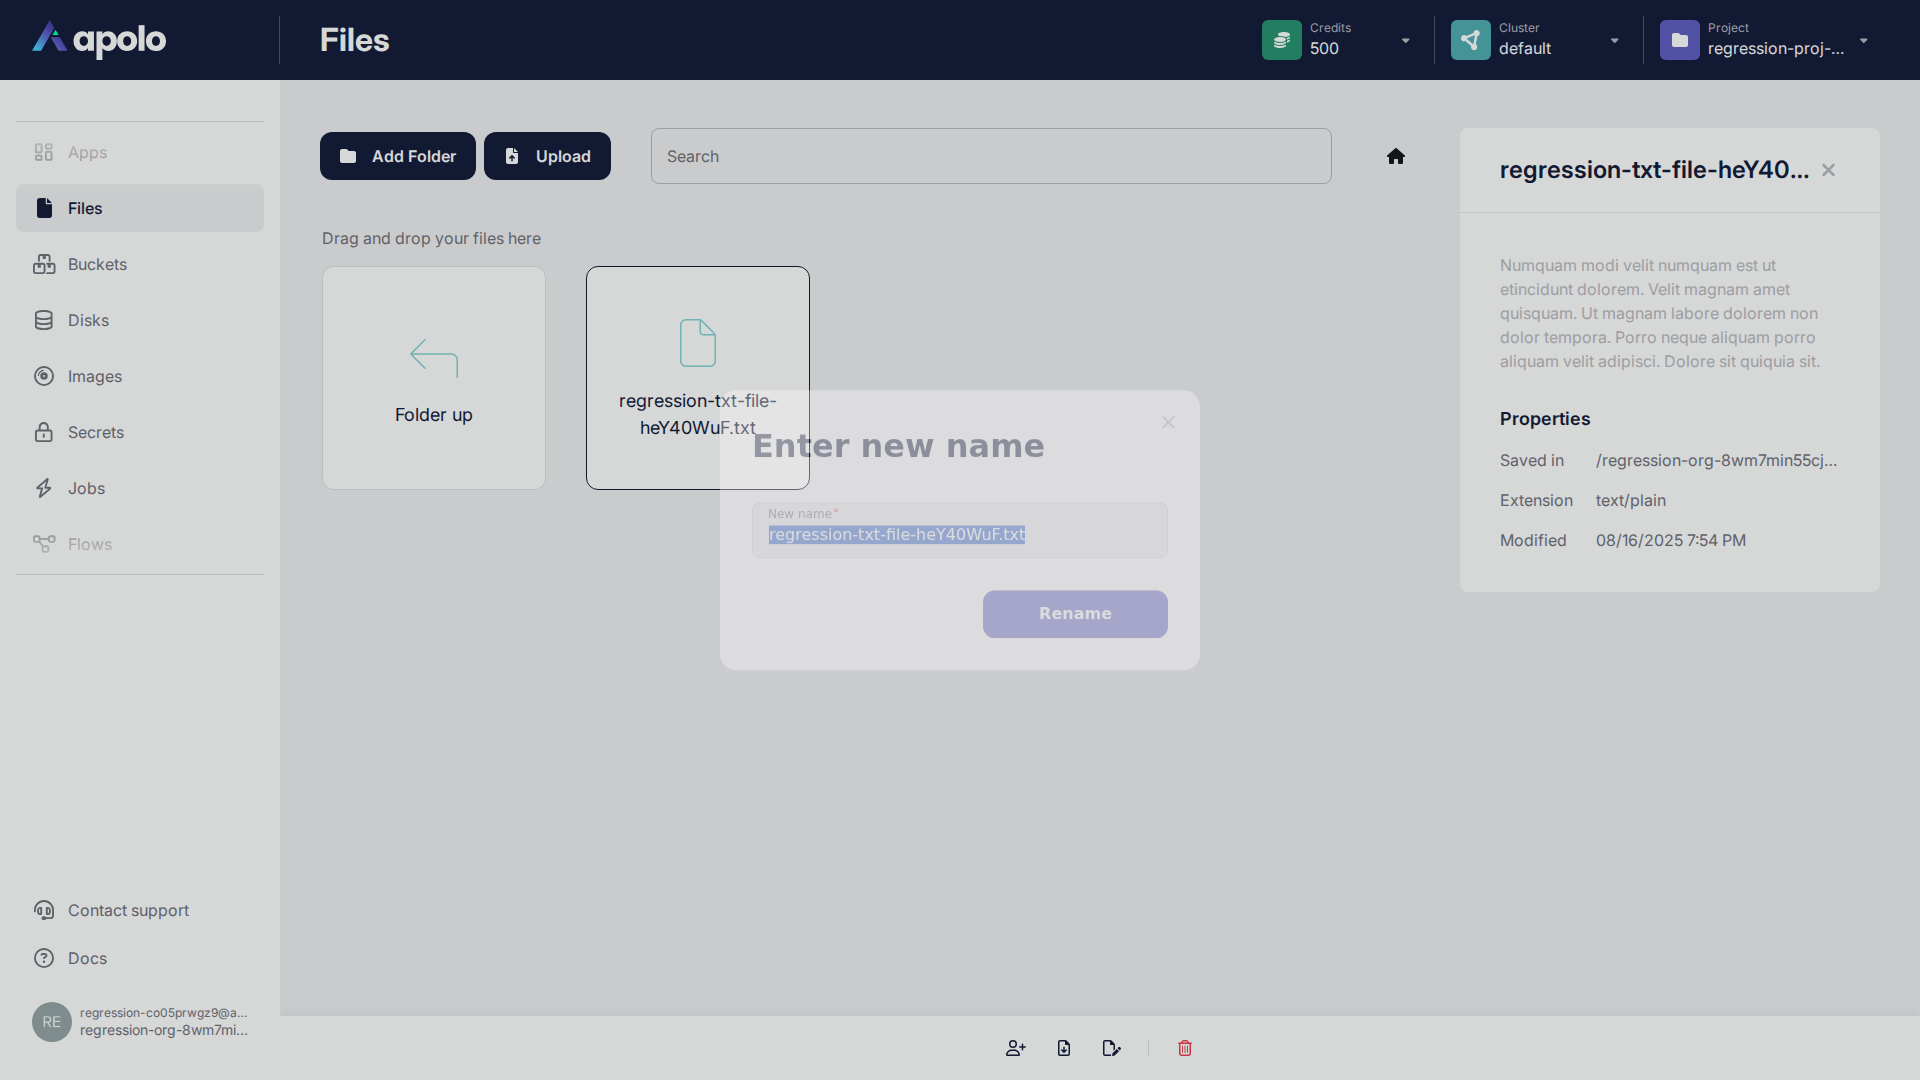 apolo
Files
Credits
500
Cluster
default
Project
regression-proj-...
Apps
Files
Buckets
Disks
Images
Secrets
Jobs
Flows
Contact support
Docs
RE
regression-co05prwgz9@a...
regression-org-8wm7mi...
Add Folder
Upload
Search
Drag and drop your files here
Folder up
regression-txt-file-
heY40WuF.txt
Enter new name
New name*
regression-txt-file-heY40WuF.txt
Rename
regression-txt-file-heY40...
Numquam modi velit numquam est ut
etincidunt dolorem. Velit magnam amet
quisquam. Ut magnam labore dolorem non
dolor tempora. Porro neque aliquam porro
aliquam velit adipisci. Dolore sit quiquia sit.
Properties
Saved in /regression-org-8wm7min55cj...
Extension text/plain
Modified 08/16/2025 7:54 PM